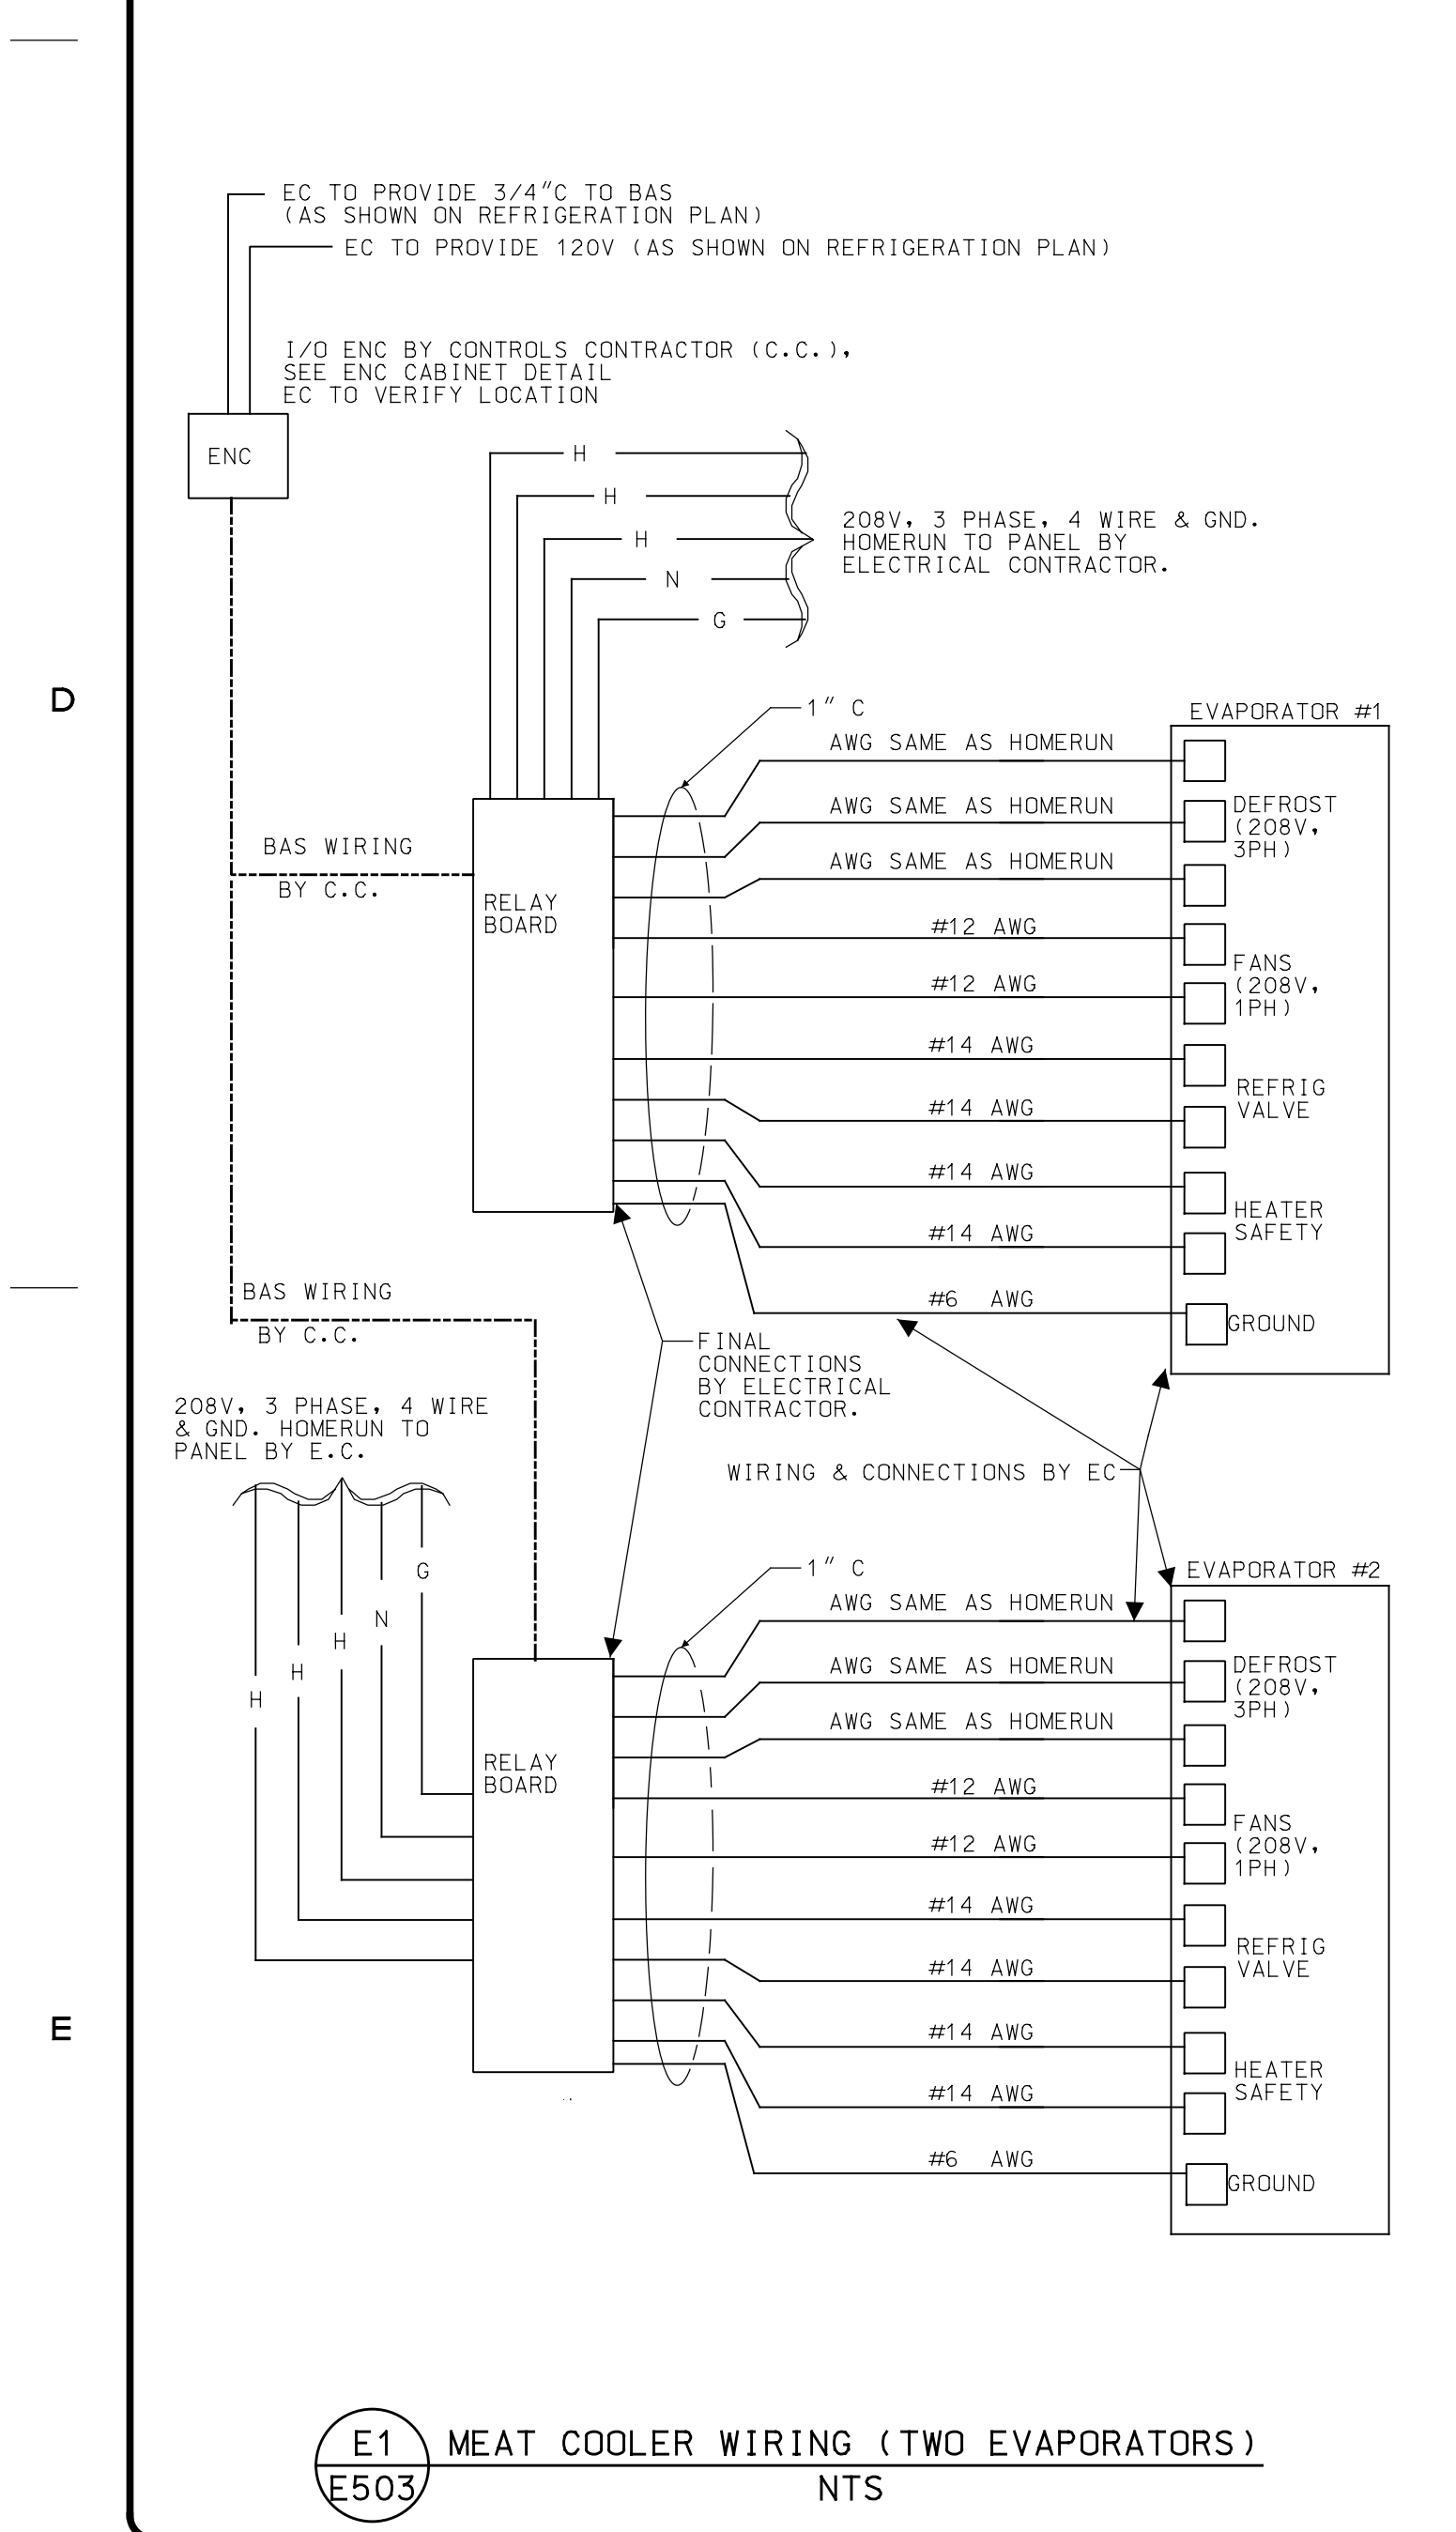 EC TO PROVIDE 3/4"C TO BAS
(AS SHOWN ON REFRIGERATION PLAN)
EC TO PROVIDE 120V (AS SHOWN ON REFRIGERATION PLAN)
I/O ENC BY CONTROLS CONTRACTOR (C.C.),
SEE ENC CABINET DETAIL
EC TO VERIFY LOCATION
ENC
H
H
H
N
G
208V, 3 PHASE, 4 WIRE & GND.
HOMERUN TO PANEL BY
ELECTRICAL CONTRACTOR.
D
1" C
EVAPORATOR #1
AWG SAME AS HOMERUN
AWG SAME AS HOMERUN
AWG SAME AS HOMERUN
DEFROST
(208V,
3PH)
BAS WIRING
BY C.C.
RELAY
BOARD
#12 AWG
#12 AWG
FANS
(208V,
1PH)
#14 AWG
#14 AWG
REFRIG
VALVE
#14 AWG
#14 AWG
HEATER
SAFETY
#6 AWG
GROUND
BAS WIRING
BY C.C.
FINAL
CONNECTIONS
BY ELECTRICAL
CONTRACTOR.
208V, 3 PHASE, 4 WIRE
& GND. HOMERUN TO
PANEL BY E.C.
WIRING & CONNECTIONS BY EC
G
N
H
H
H
1" C
EVAPORATOR #2
AWG SAME AS HOMERUN
AWG SAME AS HOMERUN
AWG SAME AS HOMERUN
DEFROST
(208V,
3PH)
RELAY
BOARD
#12 AWG
#12 AWG
FANS
(208V,
1PH)
#14 AWG
#14 AWG
REFRIG
VALVE
E
#14 AWG
#14 AWG
HEATER
SAFETY
#6 AWG
GROUND
E1
MEAT COOLER WIRING (TWO EVAPORATORS)
E503
NTS